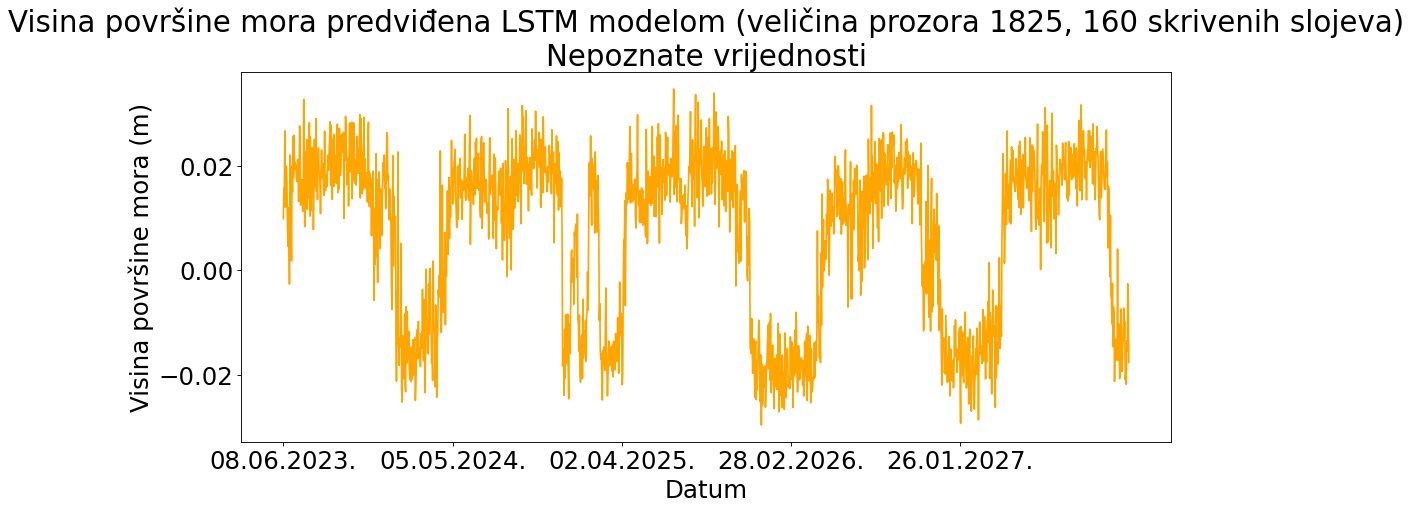 Visina površine mora predviđena LSTM modelom (veličina prozora 1825, 160 skrivenih slojeva)
Nepoznate vrijednosti
Visina površine mora (m)
0.02
0.00
−0.02
08.06.2023. 05.05.2024. 02.04.2025. 28.02.2026. 26.01.2027.
Datum